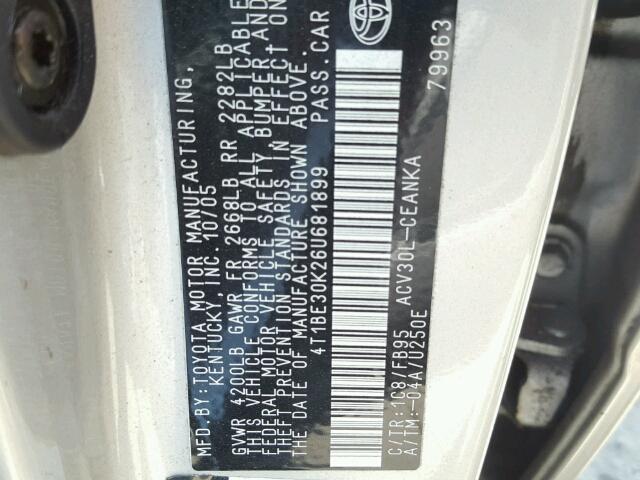 MFD.BY:TOYOTA MOTOR MANUFACTURING,
KENTUCKY, INC. 10/05
GVWR 4200LB GAWR FR 2668LB RR 2282LB
THIS VEHICLE CONFORMS TO ALL APPLICABLE
FEDERAL MOTOR VEHICLE SAFETY, BUMPER AND
THEFT PREVENTION STANDARDS IN EFFECT ON
THE DATE OF MANUFACTURE SHOWN ABOVE.
4T1BE30K26U681899 PASS.CAR
C/TR:1C8/FB95 ACV30L-CEANKA
A/TM:-04A/U250E 79963